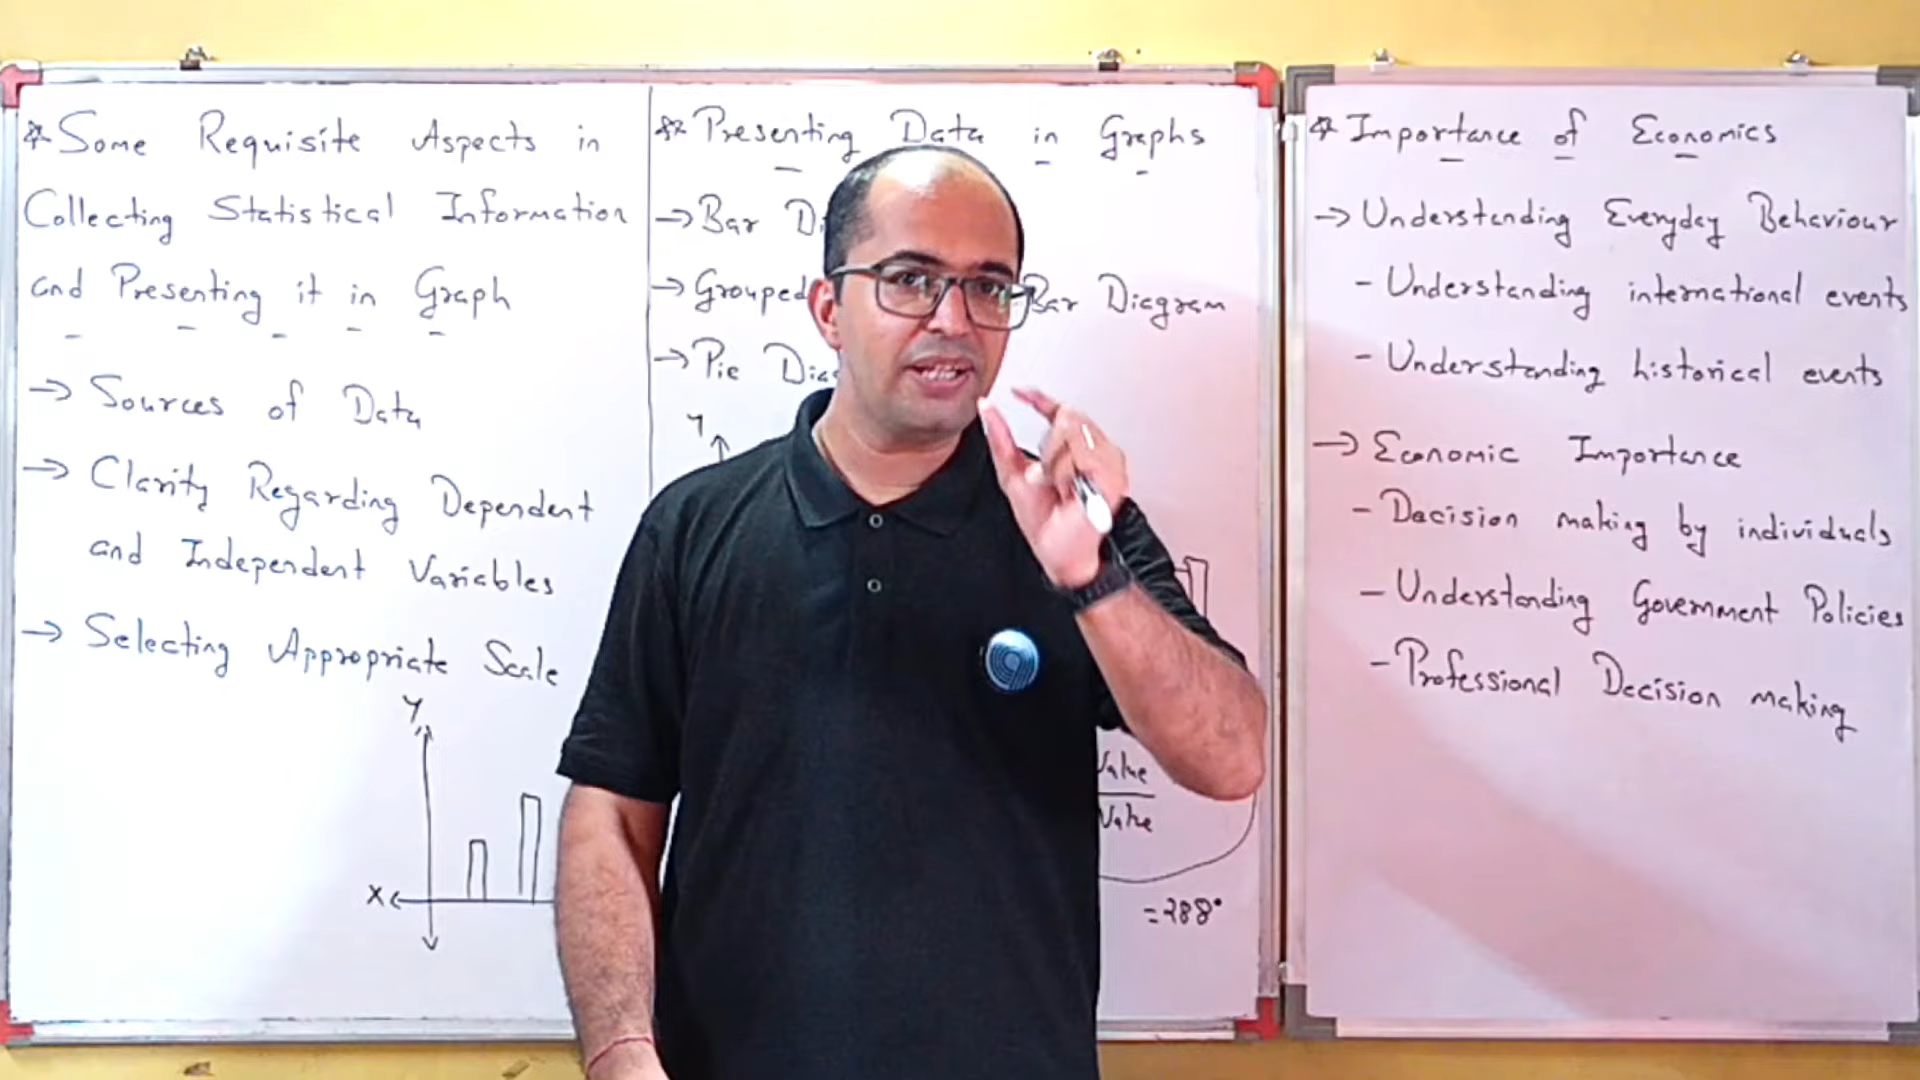 * Some Requisite Aspects in
Collecting Statistical Information
and Presenting it in Graph
→ Sources of Data
→ Clarity Regarding Dependent
and Independent Variables
→ Selecting Appropriate Scale
Y
X
** Presenting Data in Graphs
→ Bar
→ Grouped Bar Diagram
→ Pie
Y
Value
Value
=288°
* Importance of Economics
→ Understanding Everyday Behaviour
- Understanding international events
- Understanding historical events
→ Economic Importance
- Decision making by individuals
- Understanding Government Policies
- Professional Decision making